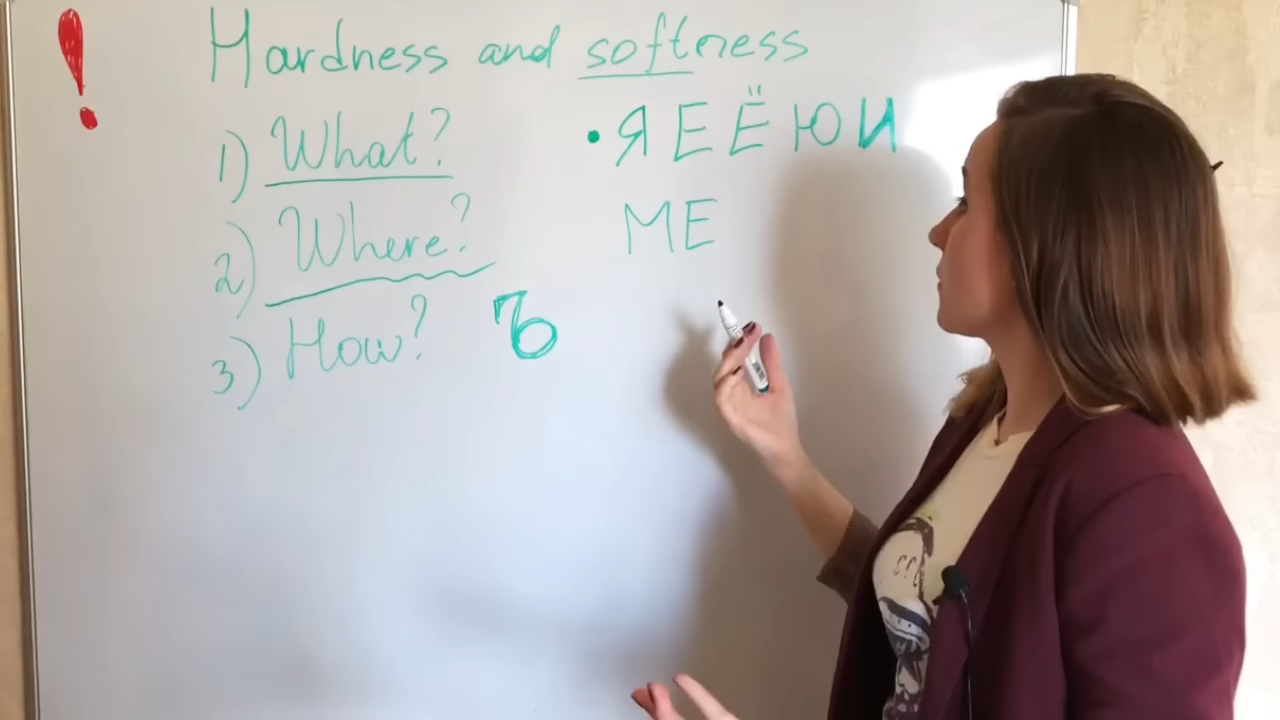 !
Hardness and softness
1) What?
2) Where?
3) How? Ъ
• Я Е Ё Ю И
МЕ